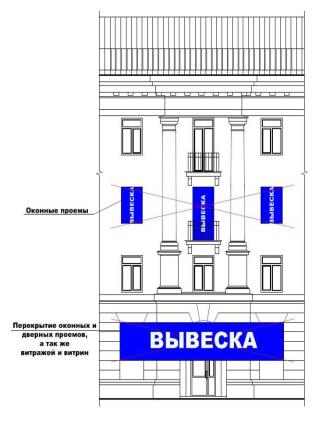 ВЫВЕСКА
ВЫВЕСКА
ВЫВЕСКА
Оконные проемы
Перекрытие оконных и
дверных проемов,
а так же
витражей и витрин
ВЫВЕСКА